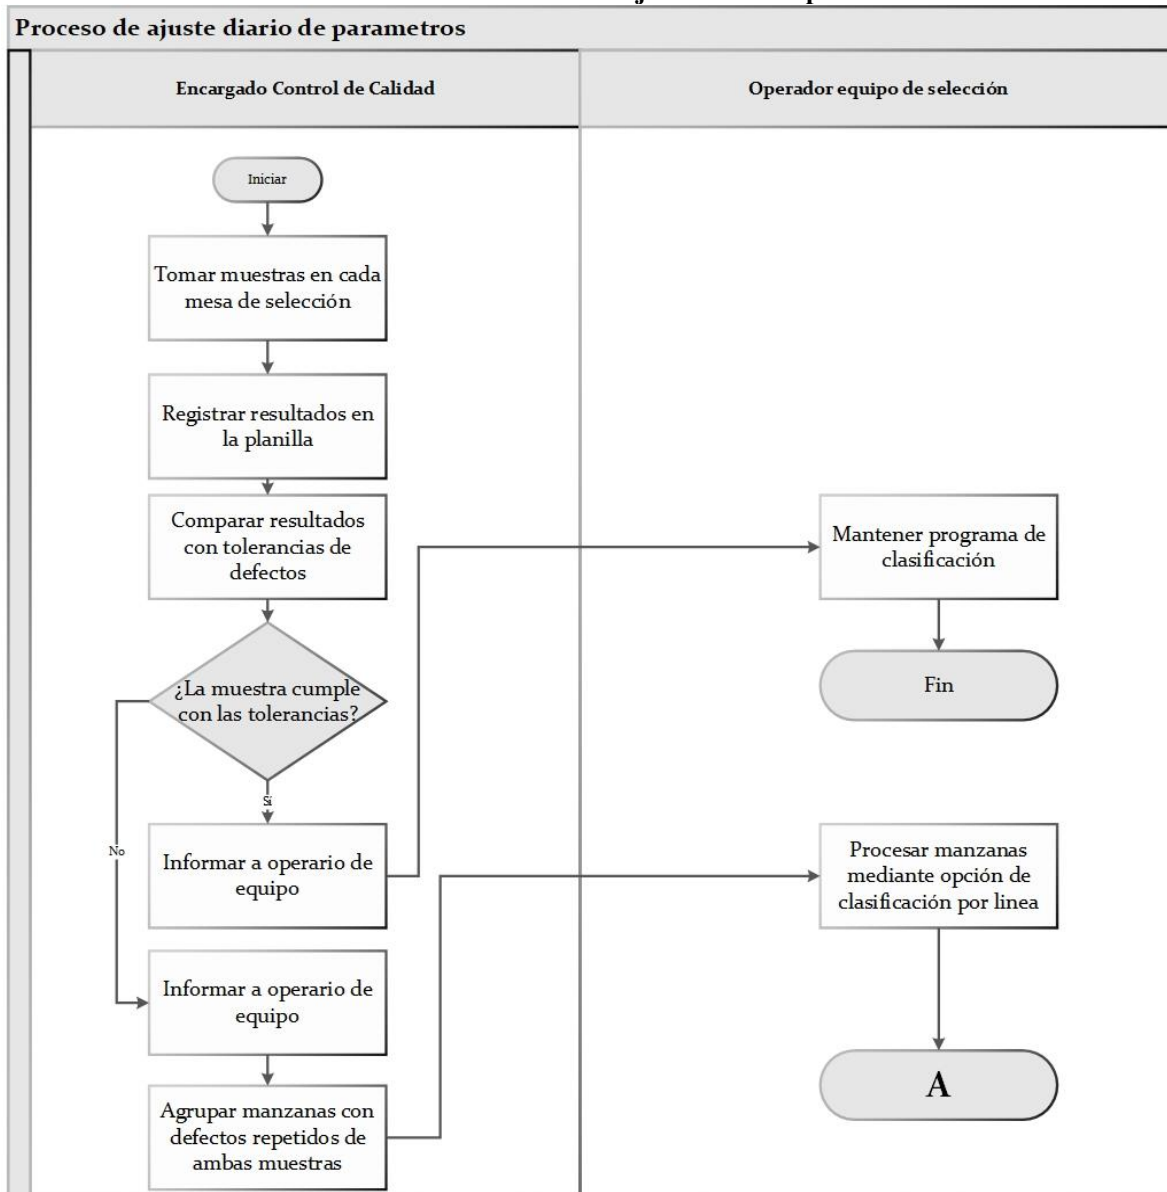 Proceso de ajuste diario de parametros
Encargado Control de Calidad
Operador equipo de selección
Iniciar
Tomar muestras en cada
mesa de selección
Registrar resultados en
la planilla
Comparar resultados
con tolerancias de
defectos
Mantener programa de
clasificación
¿La muestra cumple
con las tolerancias?
Fin
Si
No
Informar a operario de
equipo
Procesar manzanas
mediante opción de
clasificación por linea
Informar a operario de
equipo
A
Agrupar manzanas con
defectos repetidos de
ambas muestras